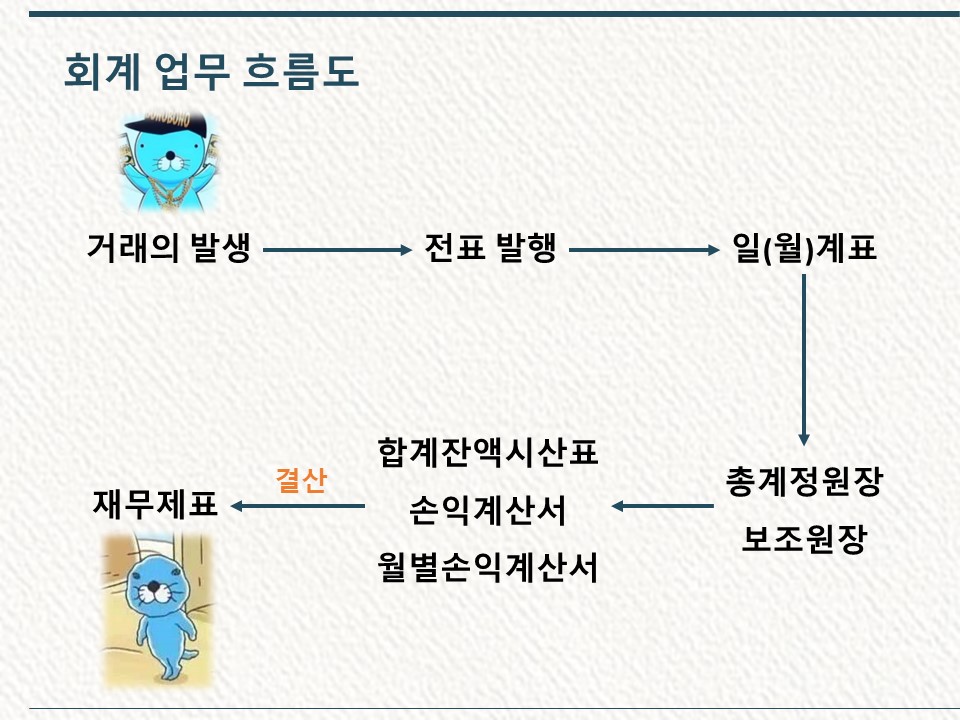 회계 업무 흐름도
BONOBONO
거래의 발생
전표 발행
일(월)계표
총계정원장
보조원장
합계잔액시산표
손익계산서
월별손익계산서
결산
재무제표